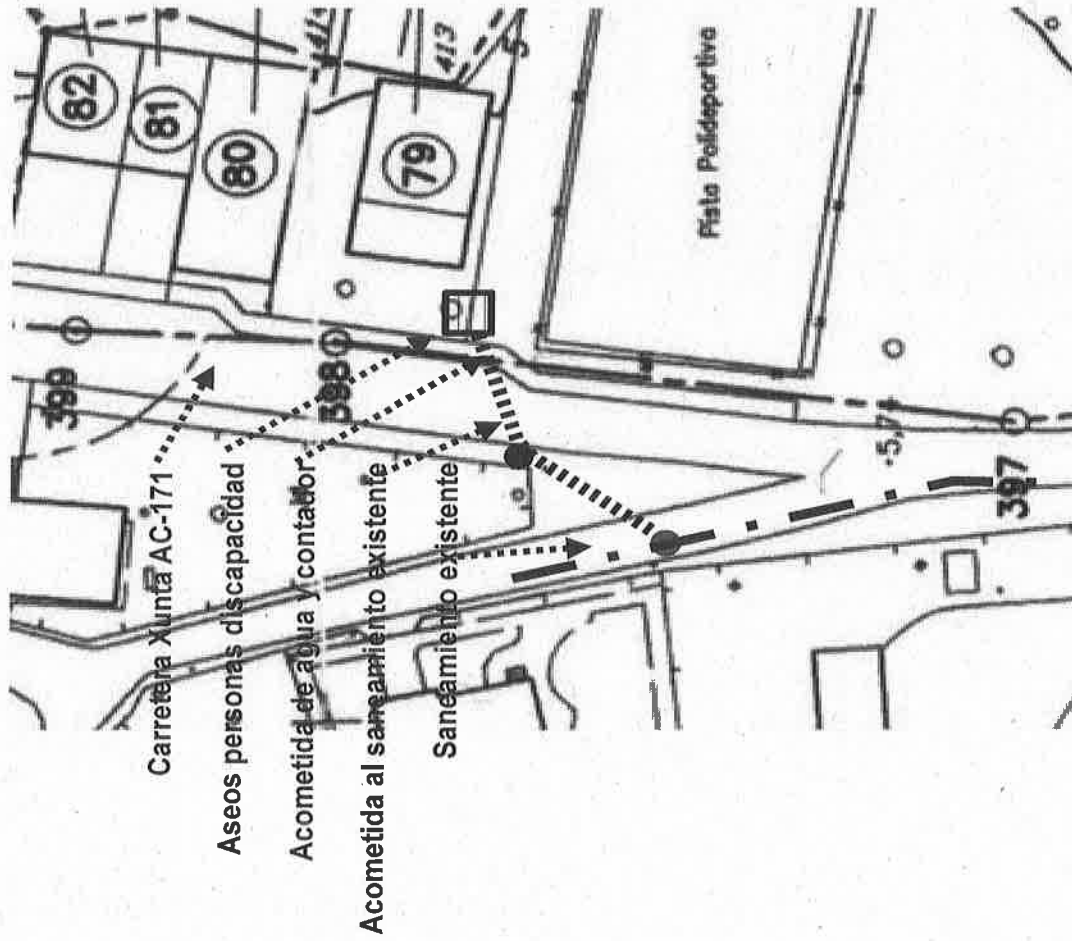 Carretera Xunta AC-171
Aseos personas discapacidad
Acometida de agua y contador
Acometida al saneamiento existente
Saneamiento existente
82
81
80
79
413
399
398
397
5,7
Pista Polideportiva